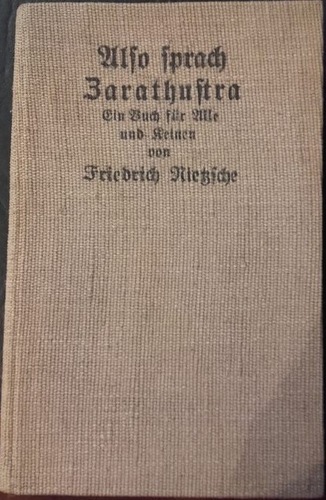 Also sprach
Zarathustra
Ein Buch für Alle
und Keinen
von
Friedrich Nietzsche